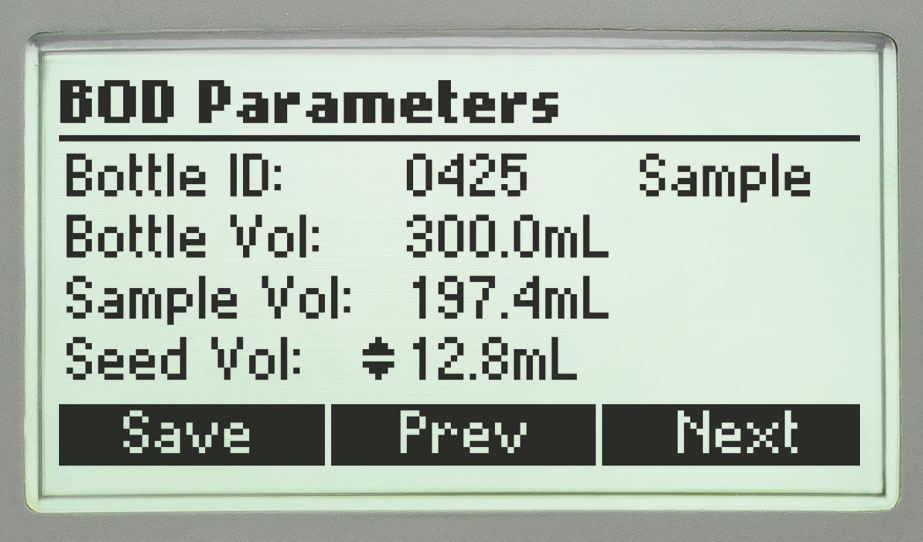 BOD Parameters
Bottle ID: 0425 Sample
Bottle Vol: 300.0mL
Sample Vol: 197.4mL
Seed Vol: 12.8mL
Save Prev Next